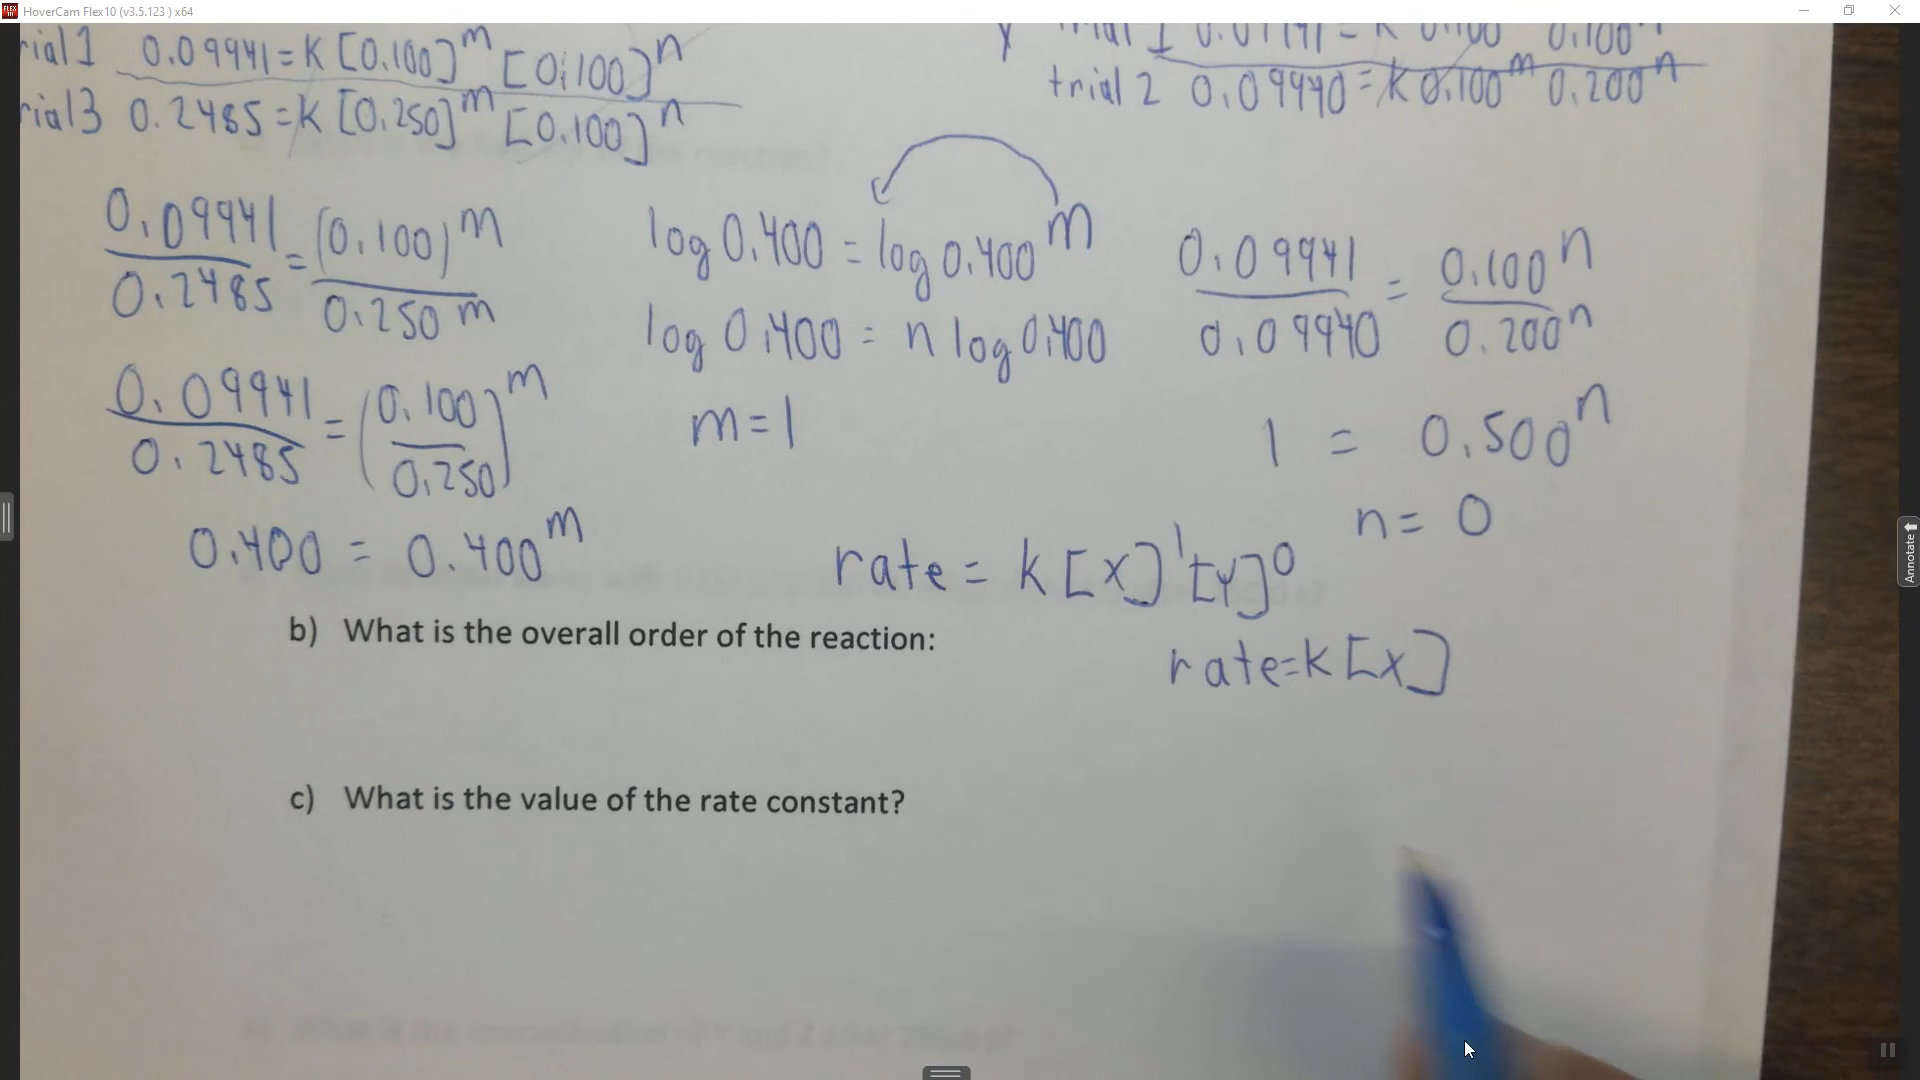 HoverCam Flex10 (v3.5.123 ) x64
rial 1 0.09941 = K [0.100]^m [0.100]^n
rial 3 0.2485 = K [0.250]^m [0.100]^n
Y
trial 2 0.09940 = K 0.100^m 0.200^n
0.09941 = (0.100)^m
0.2485 0.250^m
0.09941 = (0.100)^m
0.2485 0.250
0.400 = 0.400^m
log 0.400 = log 0.400^m
log 0.400 = n log 0.400
m = 1
0.09941 = 0.100^n
0.09940 0.200^n
1 = 0.500^n
n = 0
rate = K [X]^1 [Y]^0
rate = K [X]
b) What is the overall order of the reaction:
c) What is the value of the rate constant?
Annotate